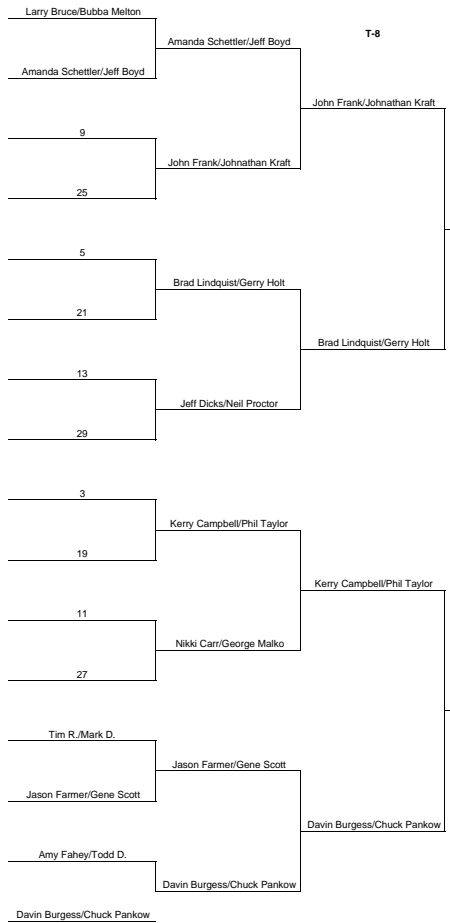 Larry Bruce/Bubba Melton
Amanda Schettler/Jeff Boyd
T-8
Amanda Schettler/Jeff Boyd
John Frank/Johnathan Kraft
9
John Frank/Johnathan Kraft
25
5
Brad Lindquist/Gerry Holt
21
Brad Lindquist/Gerry Holt
13
Jeff Dicks/Neil Proctor
29
3
Kerry Campbell/Phil Taylor
19
Kerry Campbell/Phil Taylor
11
Nikki Carr/George Malko
27
Tim R./Mark D.
Jason Farmer/Gene Scott
Jason Farmer/Gene Scott
Davin Burgess/Chuck Pankow
Amy Fahey/Todd D.
Davin Burgess/Chuck Pankow
Davin Burgess/Chuck Pankow